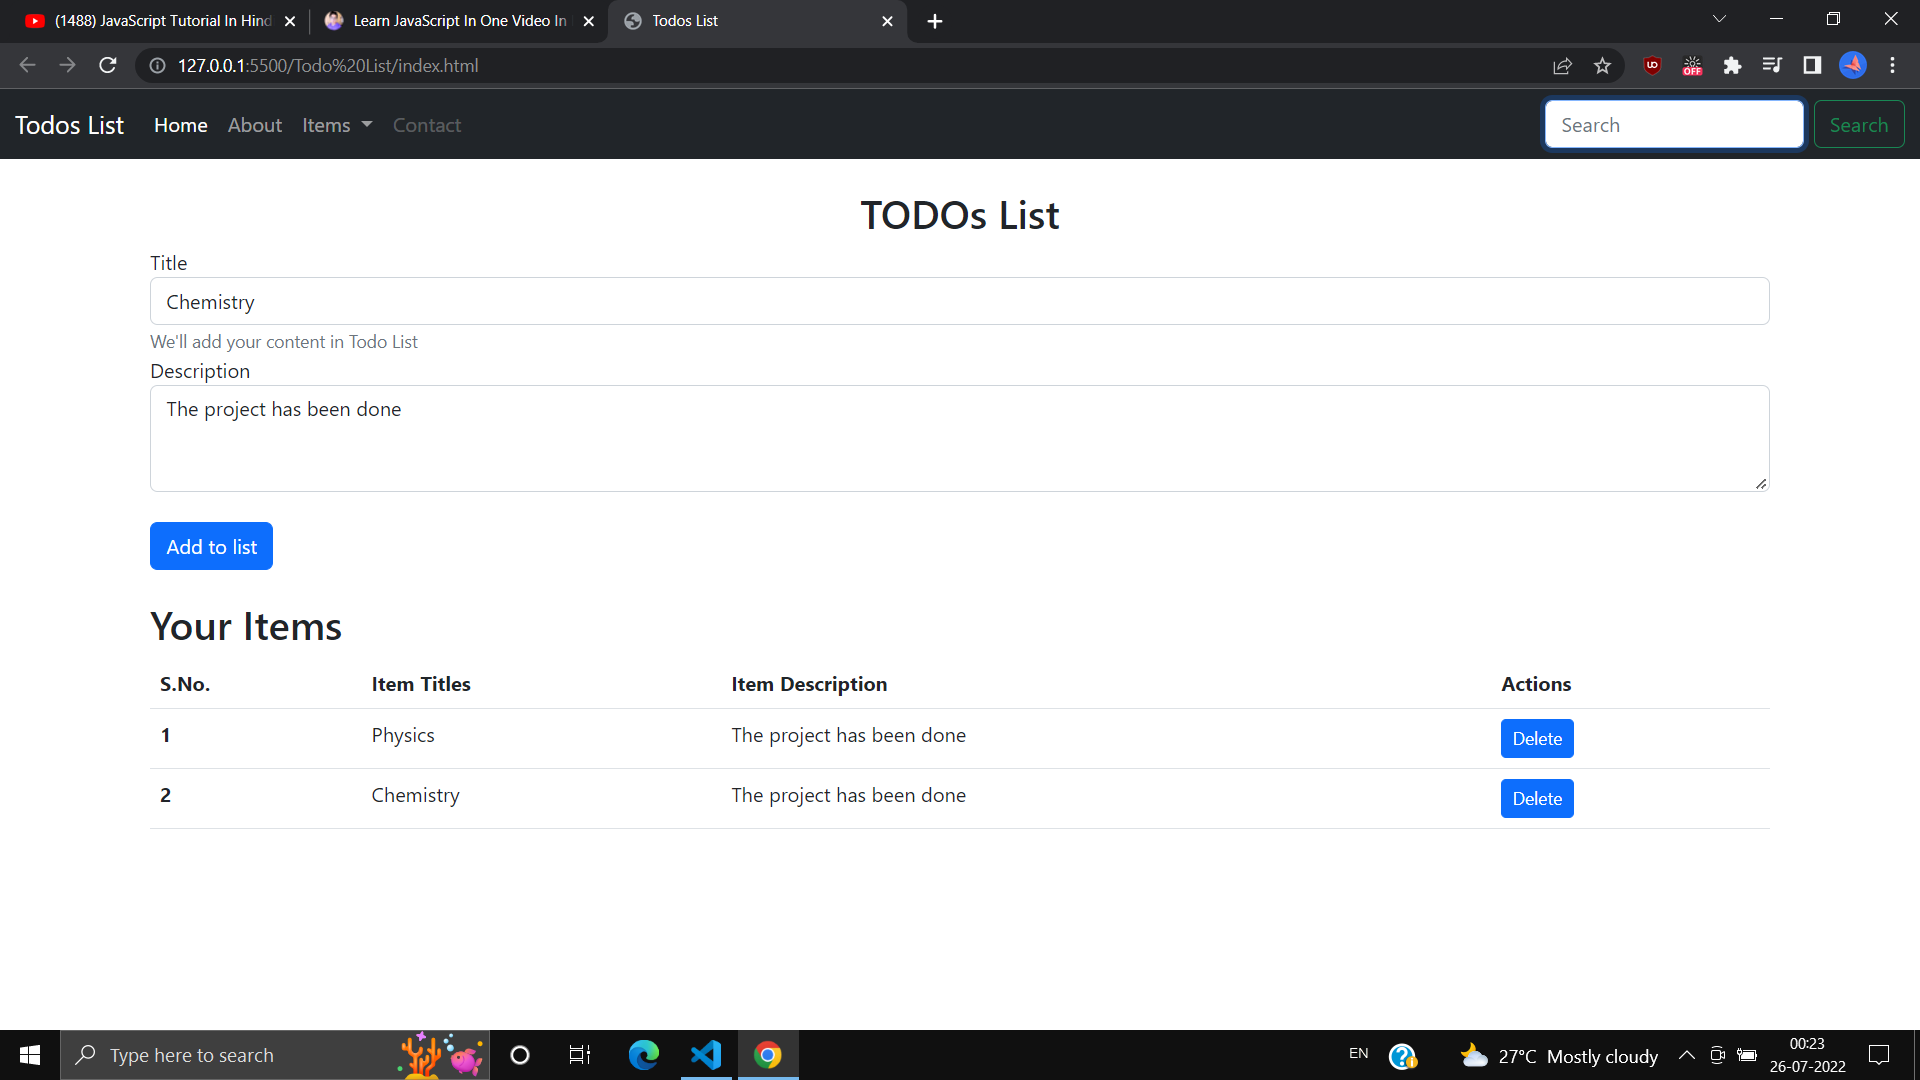 (1488) JavaScript Tutorial In Hind
Learn JavaScript In One Video In
Todos List
127.0.0.1:5500/Todo%20List/index.html
OFF
Todos List Home About Items Contact Search Search
TODOs List
Title
Chemistry
We'll add your content in Todo List
Description
The project has been done
Add to list
Your Items
S.No. Item Titles Item Description Actions
1 Physics The project has been done Delete
2 Chemistry The project has been done Delete
Type here to search
EN
27°C Mostly cloudy
00:23
26-07-2022